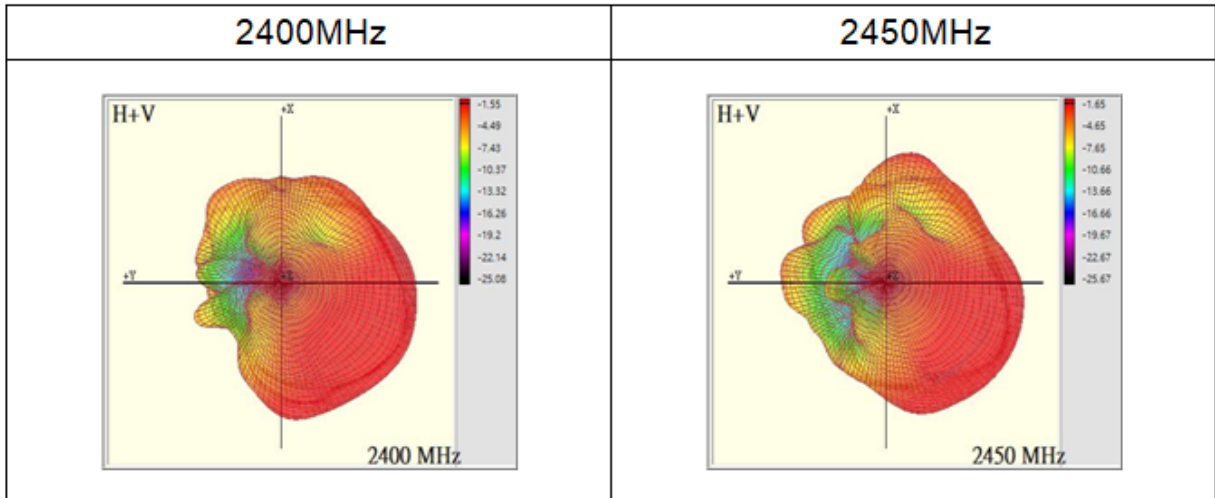 2400MHz
2450MHz
H+V
+X
-1.55
-4.49
-7.43
-10.37
-13.32
-16.26
-19.2
-22.14
-25.08
+Y
+X
2400 MHz
H+V
+X
-1.65
-4.65
-7.65
-10.66
-13.66
-16.66
-19.67
-22.67
-25.67
+Y
2450 MHz